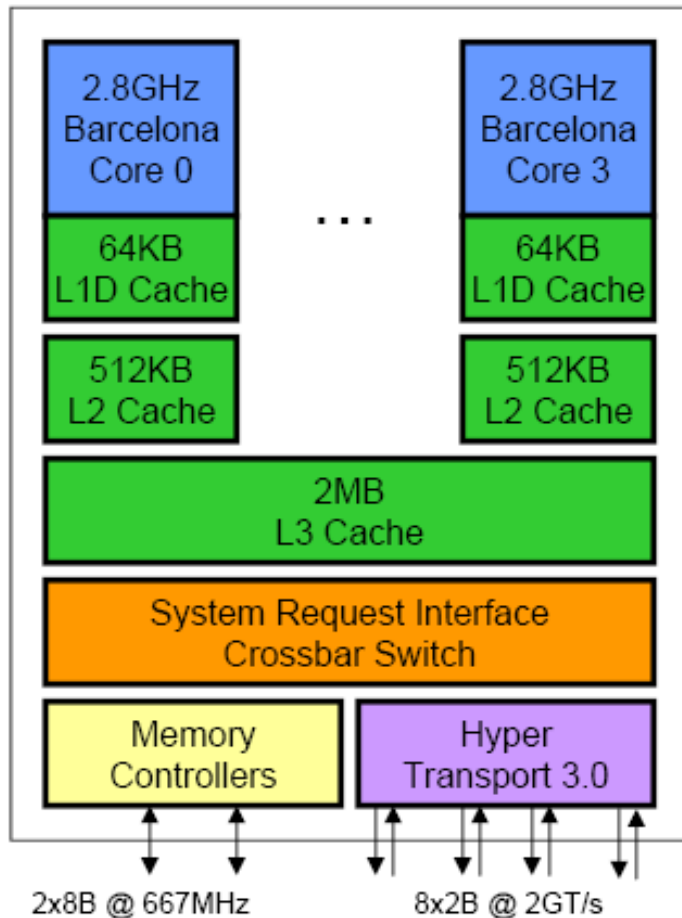 2.8GHz
Barcelona
Core 0
64KB
L1D Cache
512KB
L2 Cache
...
2.8GHz
Barcelona
Core 3
64KB
L1D Cache
512KB
L2 Cache
2MB
L3 Cache
System Request Interface
Crossbar Switch
Memory
Controllers
Hyper
Transport 3.0
2x8B @ 667MHz
8x2B @ 2GT/s